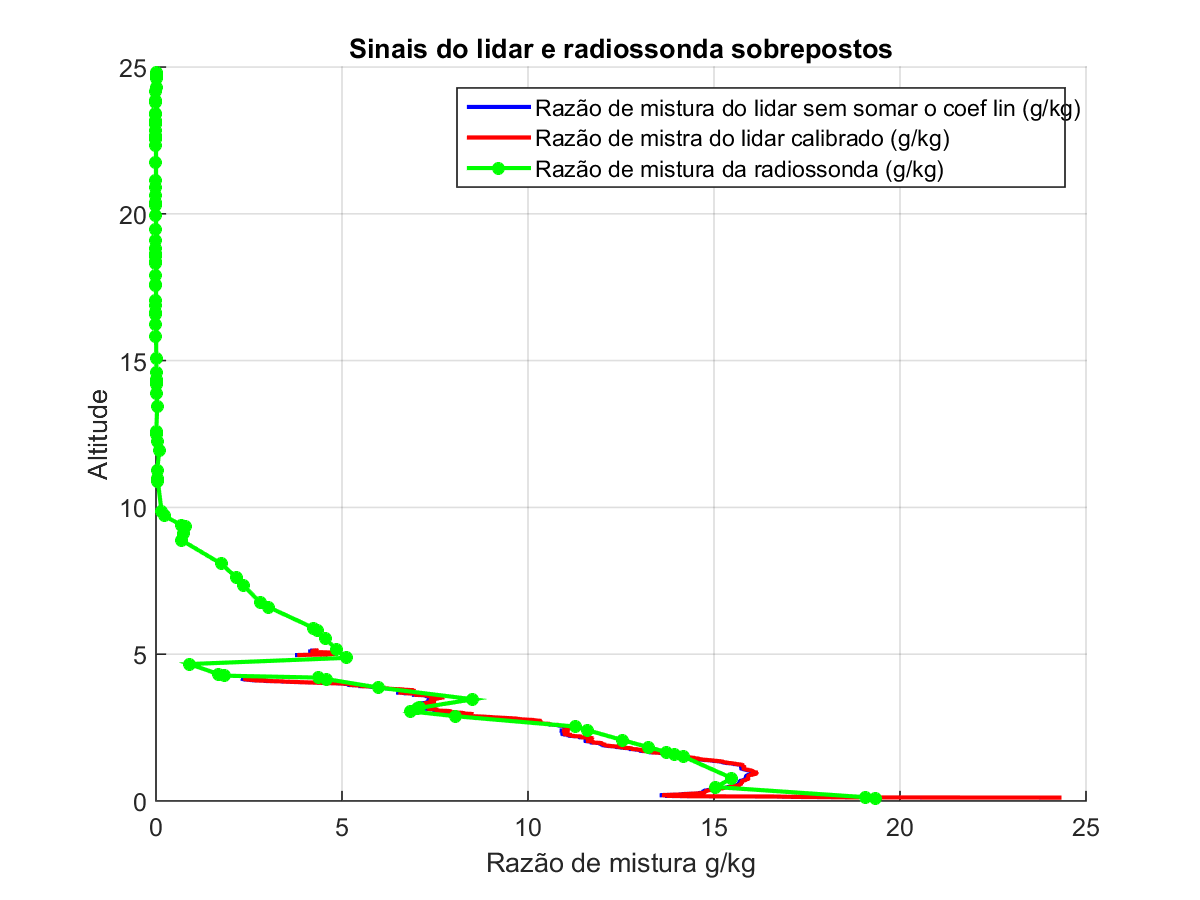 Sinais do lidar e radiossonda sobrepostos
Razão de mistura do lidar sem somar o coef lin (g/kg)
Razão de mistra do lidar calibrado (g/kg)
Razão de mistura da radiossonda (g/kg)
25
20
15
10
5
0
Altitude
0 5 10 15 20 25
Razão de mistura g/kg